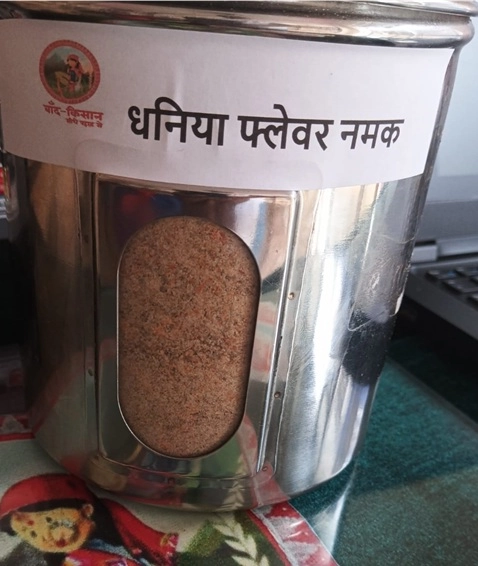 चाँद-किसान
धनिया फ्लेवर नमक